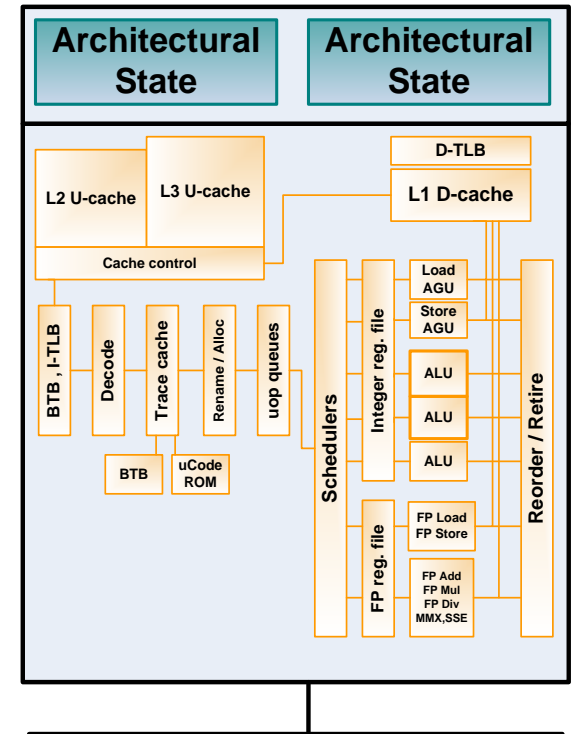 Architectural
State
Architectural
State
D-TLB
L2 U-cache
L3 U-cache
L1 D-cache
Cache control
BTB , I-TLB
Decode
Trace cache
Rename / Alloc
uop queues
BTB
uCode
ROM
Schedulers
Integer reg. file
FP reg. file
Load
AGU
Store
AGU
ALU
ALU
ALU
FP Load
FP Store
FP Add
FP Mul
FP Div
MMX,SSE
Reorder / Retire